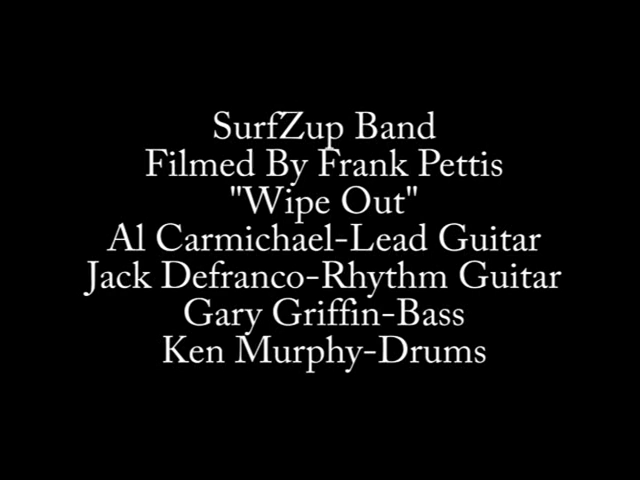 SurfZup Band
Filmed By Frank Pettis
"Wipe Out"
Al Carmichael-Lead Guitar
Jack Defranco-Rhythm Guitar
Gary Griffin-Bass
Ken Murphy-Drums